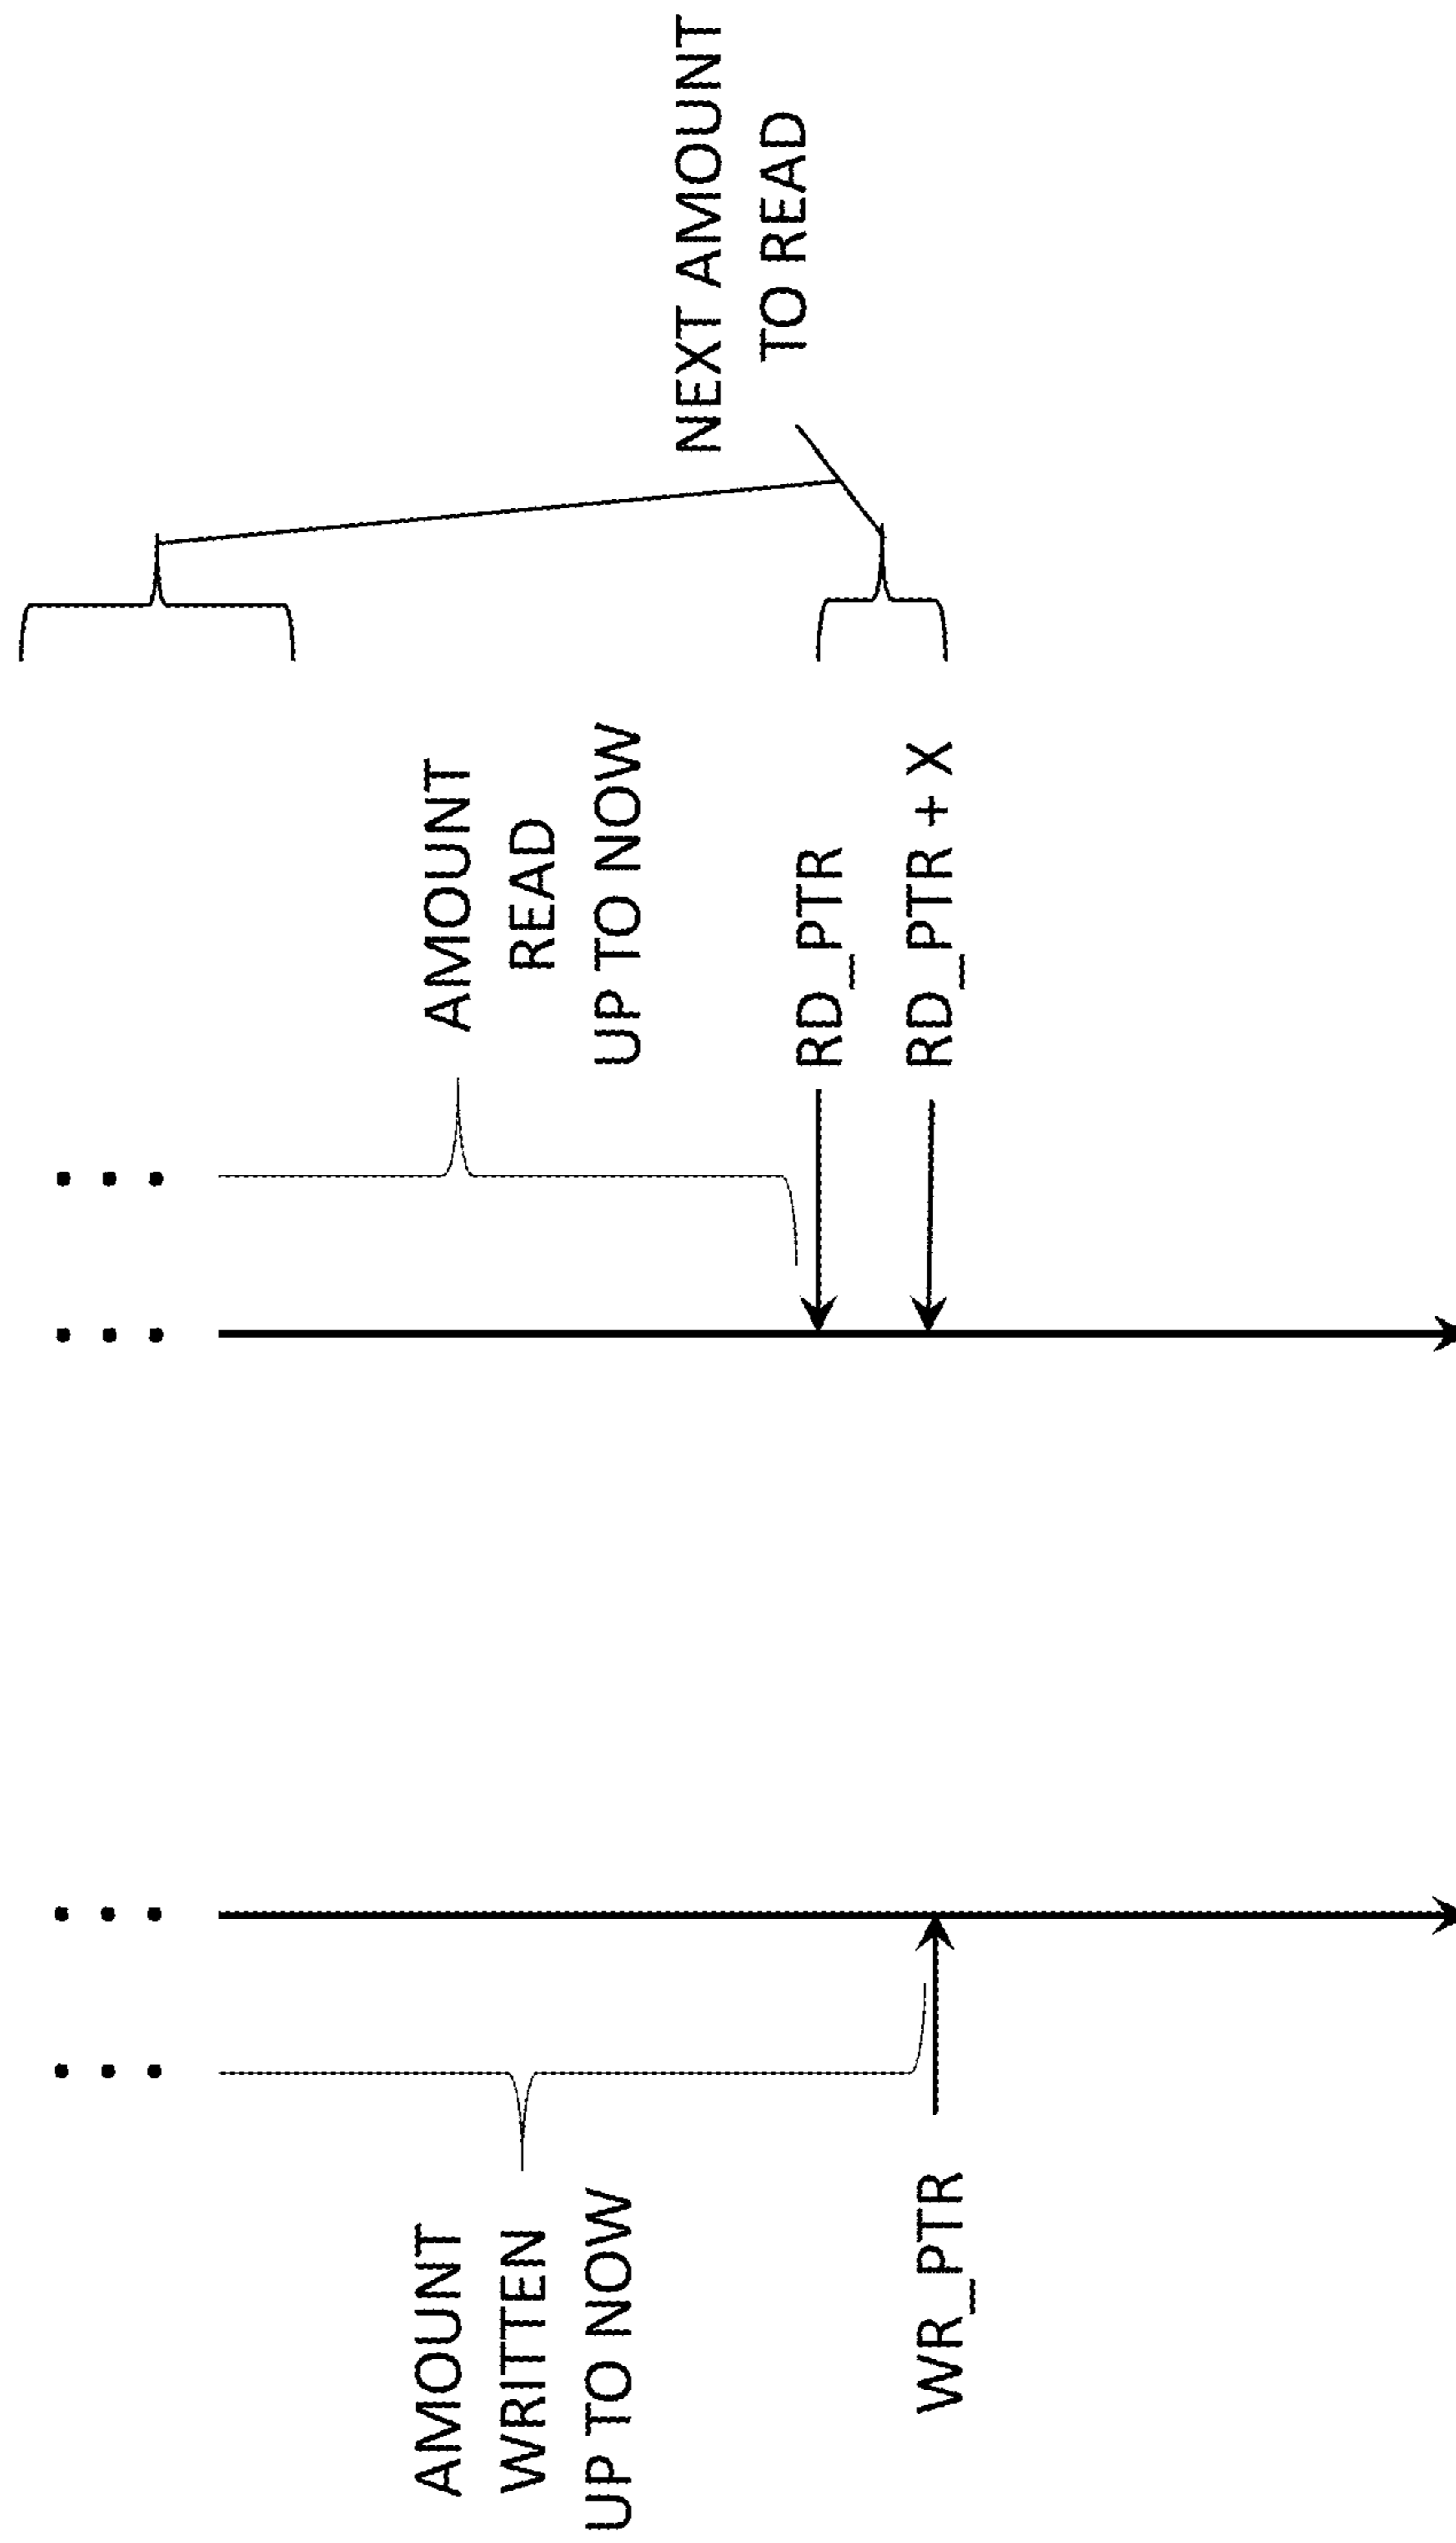 AMOUNT
WRITTEN
UP TO NOW
WR_PTR
AMOUNT
READ
UP TO NOW
RD_PTR
RD_PTR + X
NEXT AMOUNT
TO READ